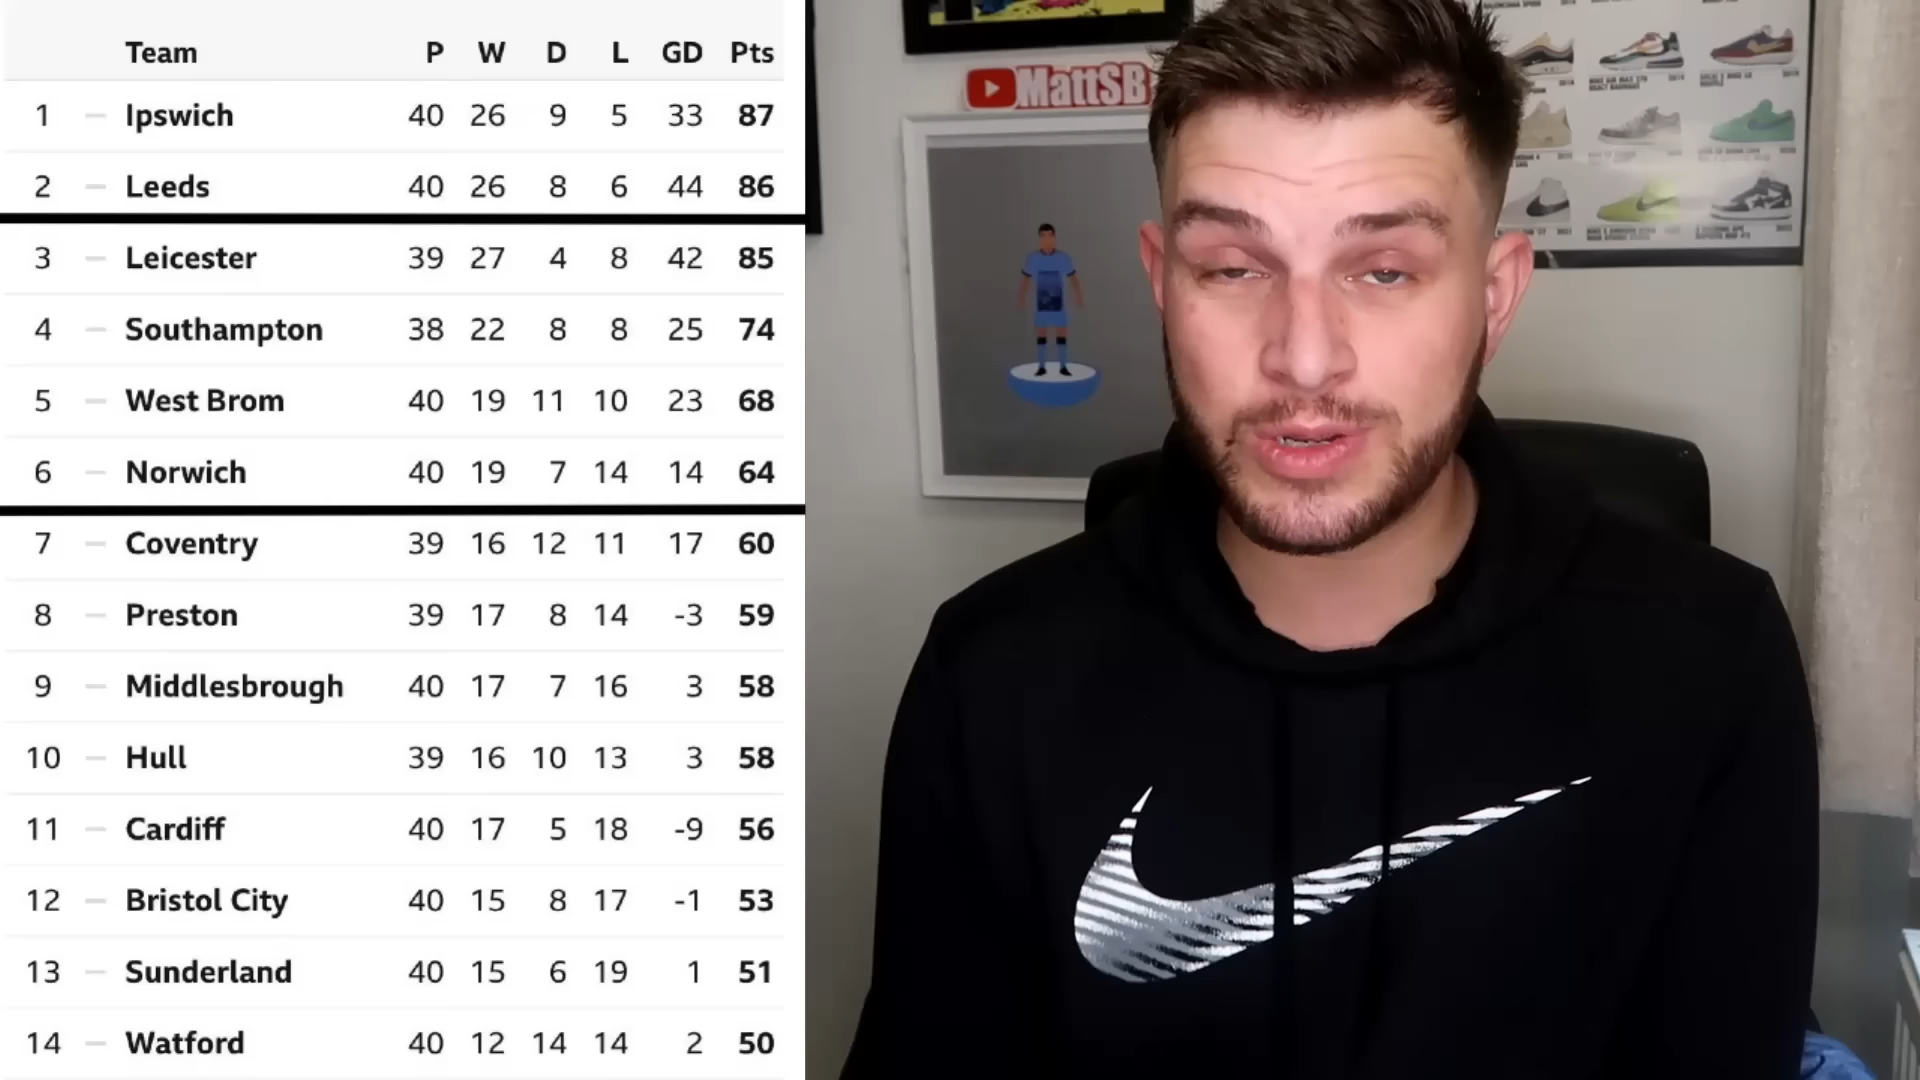 Team P W D L GD Pts
1 Ipswich 40 26 9 5 33 87
2 Leeds 40 26 8 6 44 86
3 Leicester 39 27 4 8 42 85
4 Southampton 38 22 8 8 25 74
5 West Brom 40 19 11 10 23 68
6 Norwich 40 19 7 14 14 64
7 Coventry 39 16 12 11 17 60
8 Preston 39 17 8 14 -3 59
9 Middlesbrough 40 17 7 16 3 58
10 Hull 39 16 10 13 3 58
11 Cardiff 40 17 5 18 -9 56
12 Bristol City 40 15 8 17 -1 53
13 Sunderland 40 15 6 19 1 51
14 Watford 40 12 14 14 2 50
MattSB